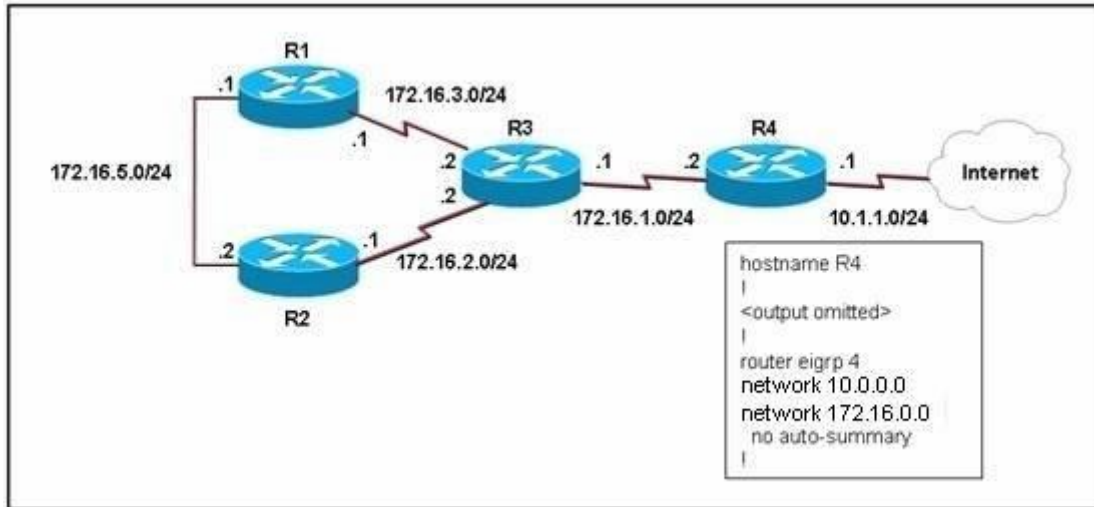 R1
.1
172.16.3.0/24
.1
R3
R4
.2
.1
.2
.1
Internet
172.16.5.0/24
.2
172.16.1.0/24
10.1.1.0/24
.2
.1
172.16.2.0/24
R2
hostname R4
!
<output omitted>
!
router eigrp 4
network 10.0.0.0
network 172.16.0.0
no auto-summary
!